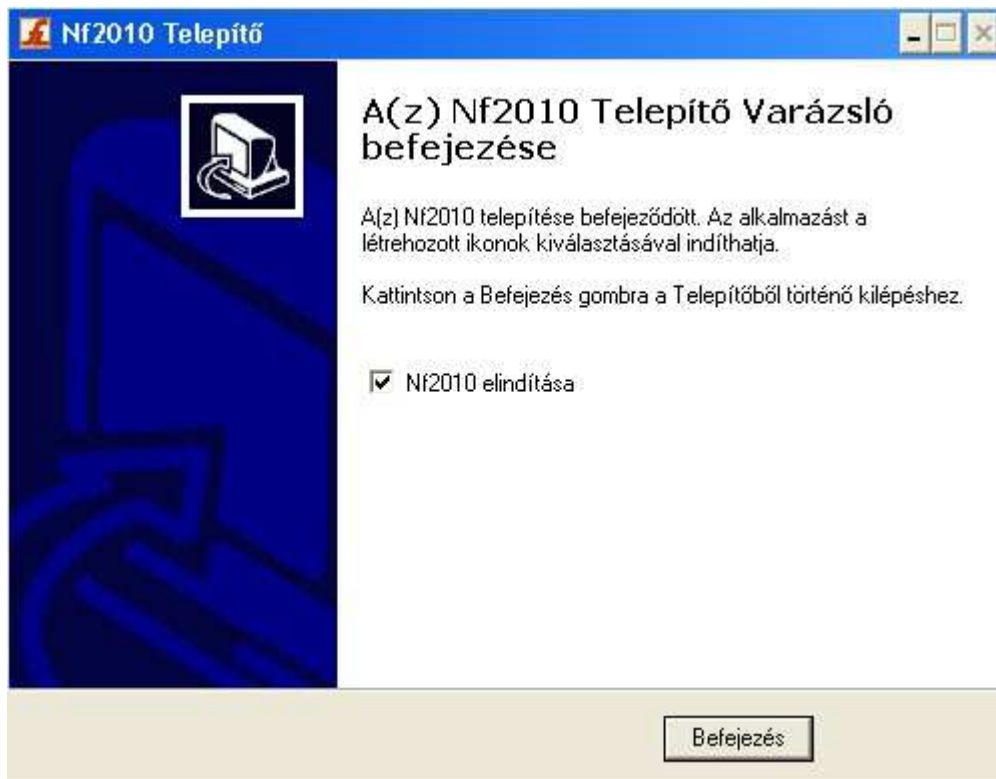 Nf2010 Telepítő
A(z) Nf2010 Telepítő Varázsló
befejezése
A(z) Nf2010 telepítése befejeződött. Az alkalmazást a
létrehozott ikonok kiválasztásával indíthatja.
Kattintson a Befejezés gombra a Telepítőből történő kilépéshez.
Nf2010 elindítása
Befejezés